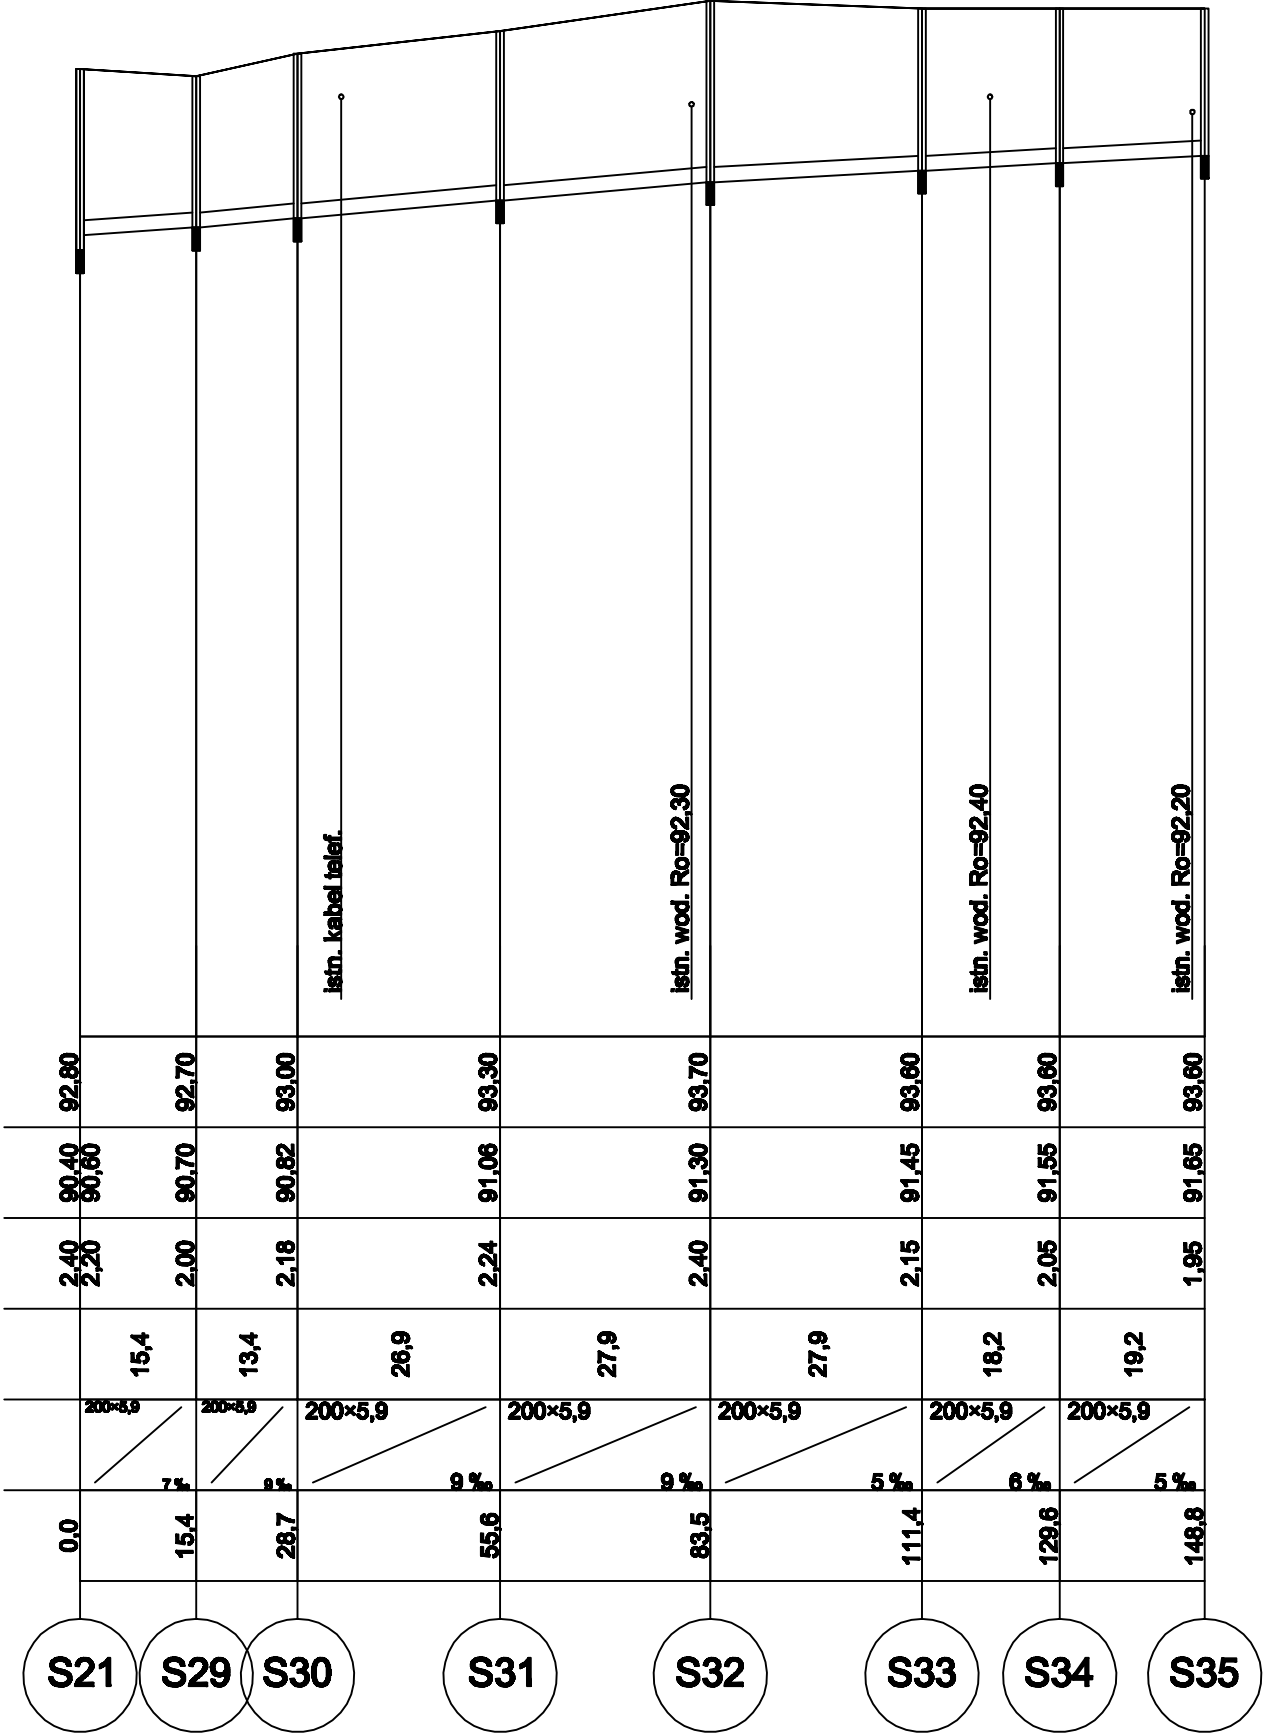 istn. kabel telef.
istn. wod. Ro=92,30
istn. wod. Ro=92,40
istn. wod. Ro=92,20
92,80 92,70 93,00 93,30 93,70 93,60 93,60 93,60
90,40 90,60 90,70 90,82 91,06 91,30 91,45 91,55 91,65
2,40 2,20 2,00 2,18 2,24 2,40 2,15 2,05 1,95
15,4 13,4 26,9 27,9 27,9 18,2 19,2
200×5,9 200×5,9 200×5,9 200×5,9 200×5,9 200×5,9 200×5,9
7 ‰ 9 ‰ 9 ‰ 9 ‰ 5 ‰ 6 ‰ 5 ‰
0,0 15,4 28,7 55,6 83,5 111,4 129,6 148,8
S21 S29 S30 S31 S32 S33 S34 S35